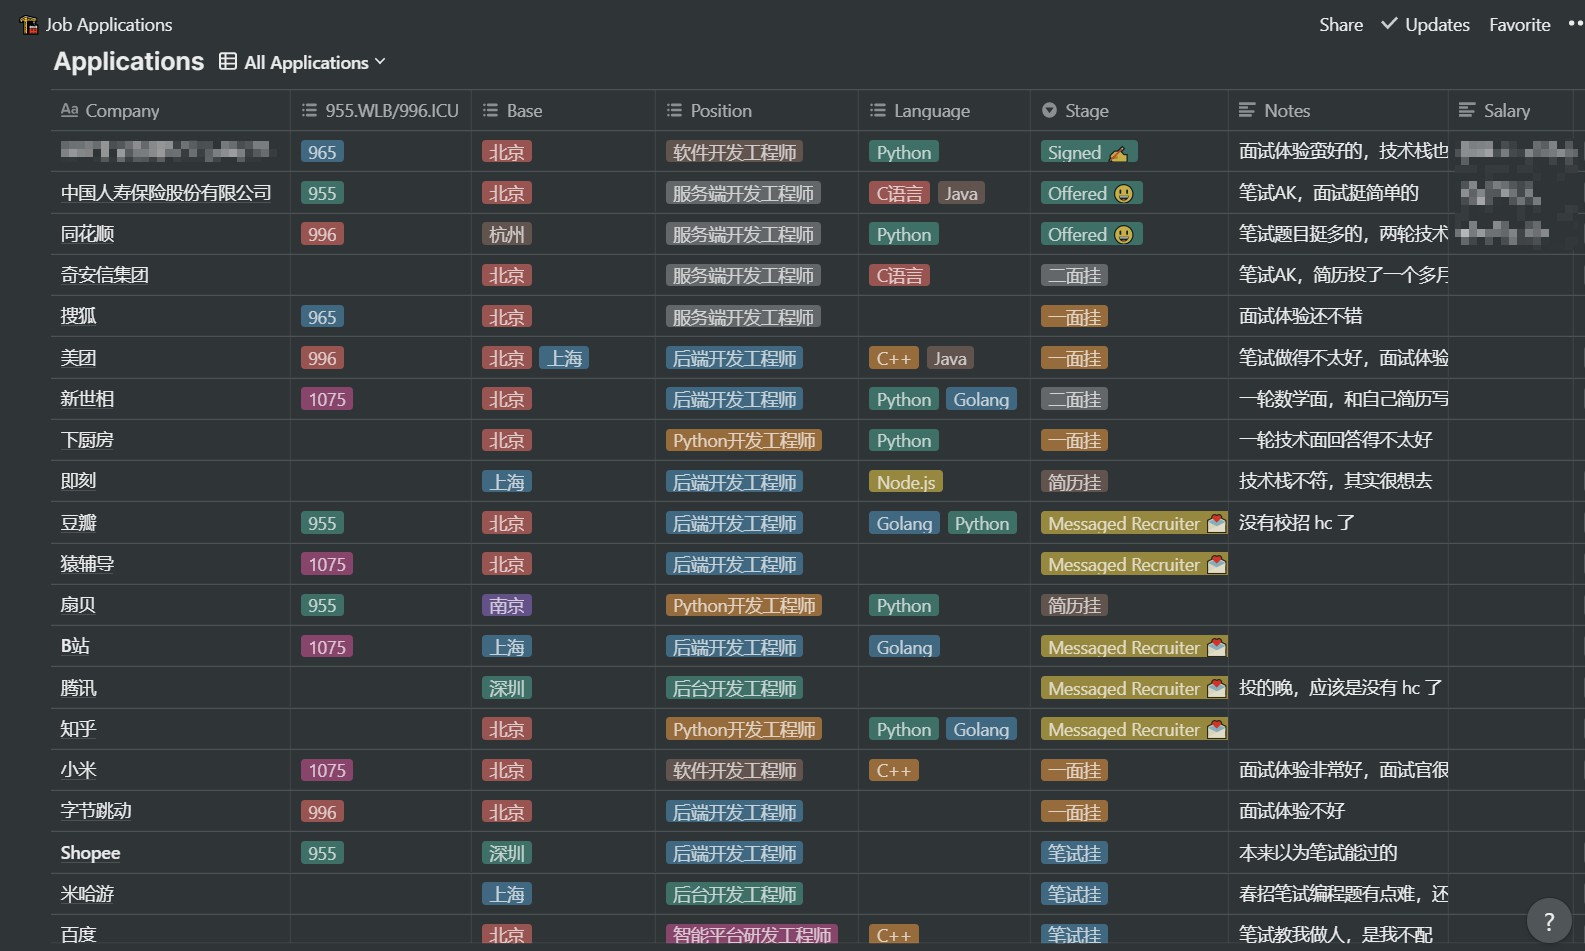 Job Applications
Share Updates Favorite
Applications All Applications
Aa Company 955.WLB/996.ICU Base Position Language Stage Notes Salary
965 北京 软件开发工程师 Python Signed 面试体验蛮好的，技术栈也
中国人寿保险股份有限公司 955 北京 服务端开发工程师 C语言 Java Offered 笔试AK，面试挺简单的
同花顺 996 杭州 服务端开发工程师 Python Offered 笔试题目挺多的，两轮技术
奇安信集团 北京 服务端开发工程师 C语言 二面挂 笔试AK，简历投了一个多月
搜狐 965 北京 服务端开发工程师 一面挂 面试体验还不错
美团 996 北京 上海 后端开发工程师 C++ Java 一面挂 笔试做得不太好，面试体验
新世相 1075 北京 后端开发工程师 Python Golang 二面挂 一轮数学面，和自己简历写
下厨房 北京 Python开发工程师 Python 一面挂 一轮技术面回答得不太好
即刻 上海 后端开发工程师 Node.js 简历挂 技术栈不符，其实很想去
豆瓣 955 北京 后端开发工程师 Golang Python Messaged Recruiter 没有校招 hc 了
猿辅导 1075 北京 后端开发工程师 Messaged Recruiter
扇贝 955 南京 Python开发工程师 Python 简历挂
B站 1075 上海 后端开发工程师 Golang Messaged Recruiter
腾讯 深圳 后台开发工程师 Messaged Recruiter 投的晚，应该是没有 hc 了
知乎 北京 Python开发工程师 Python Golang Messaged Recruiter
小米 1075 北京 软件开发工程师 C++ 一面挂 面试体验非常好，面试官很
字节跳动 996 北京 后端开发工程师 一面挂 面试体验不好
Shopee 955 深圳 后端开发工程师 笔试挂 本来以为笔试能过的
米哈游 上海 后台开发工程师 笔试挂 春招笔试编程题有点难，还
百度 北京 智能平台研发工程师 C++ 笔试挂 笔试教我做人，是我不配
?